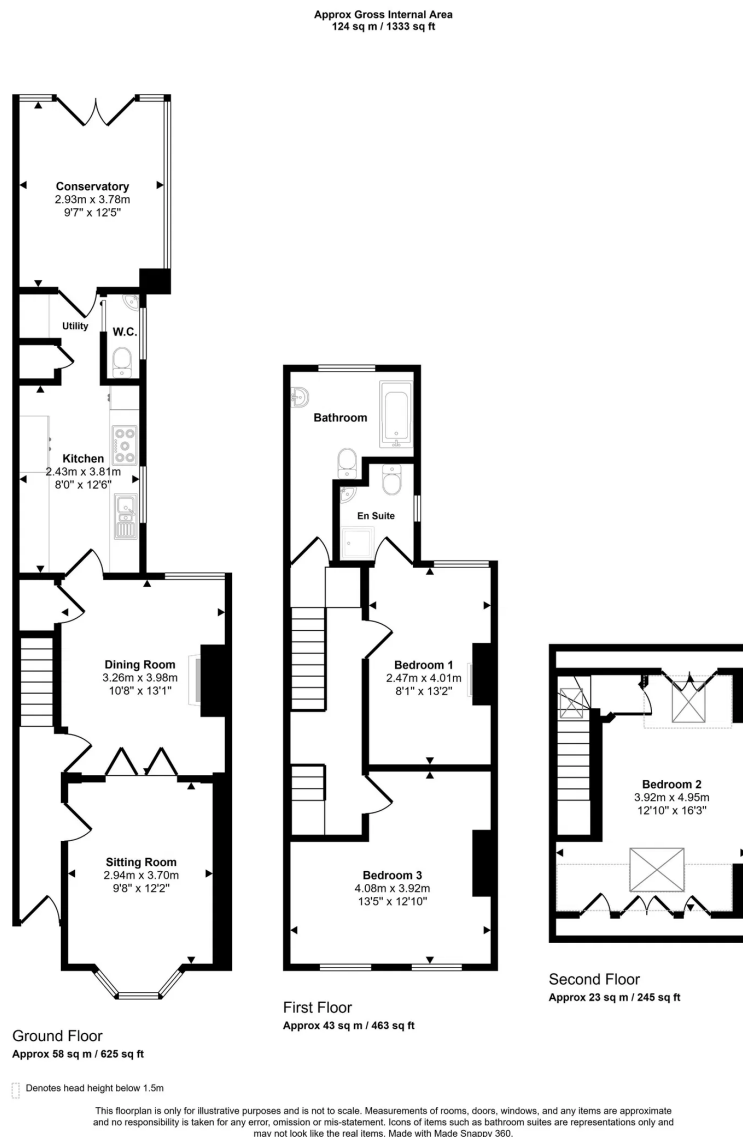 Approx Gross Internal Area
124 sq m / 1333 sq ft
Conservatory
2.93m x 3.78m
9'7" x 12'5"
Utility
W.C.
Kitchen
2.43m x 3.81m
8'0" x 12'6"
Dining Room
3.26m x 3.98m
10'8" x 13'1"
Sitting Room
2.94m x 3.70m
9'8" x 12'2"
Ground Floor
Approx 58 sq m / 625 sq ft
Bathroom
En Suite
Bedroom 1
2.47m x 4.01m
8'1" x 13'2"
Bedroom 3
4.08m x 3.92m
13'5" x 12'10"
First Floor
Approx 43 sq m / 463 sq ft
Bedroom 2
3.92m x 4.95m
12'10" x 16'3"
Second Floor
Approx 23 sq m / 245 sq ft
Denotes head height below 1.5m
This floorplan is only for illustrative purposes and is not to scale. Measurements of rooms, doors, windows, and any items are approximate
and no responsibility is taken for any error, omission or mis-statement. Icons of items such as bathroom suites are representations only and
may not look like the real items. Made with Made Snappy 360.